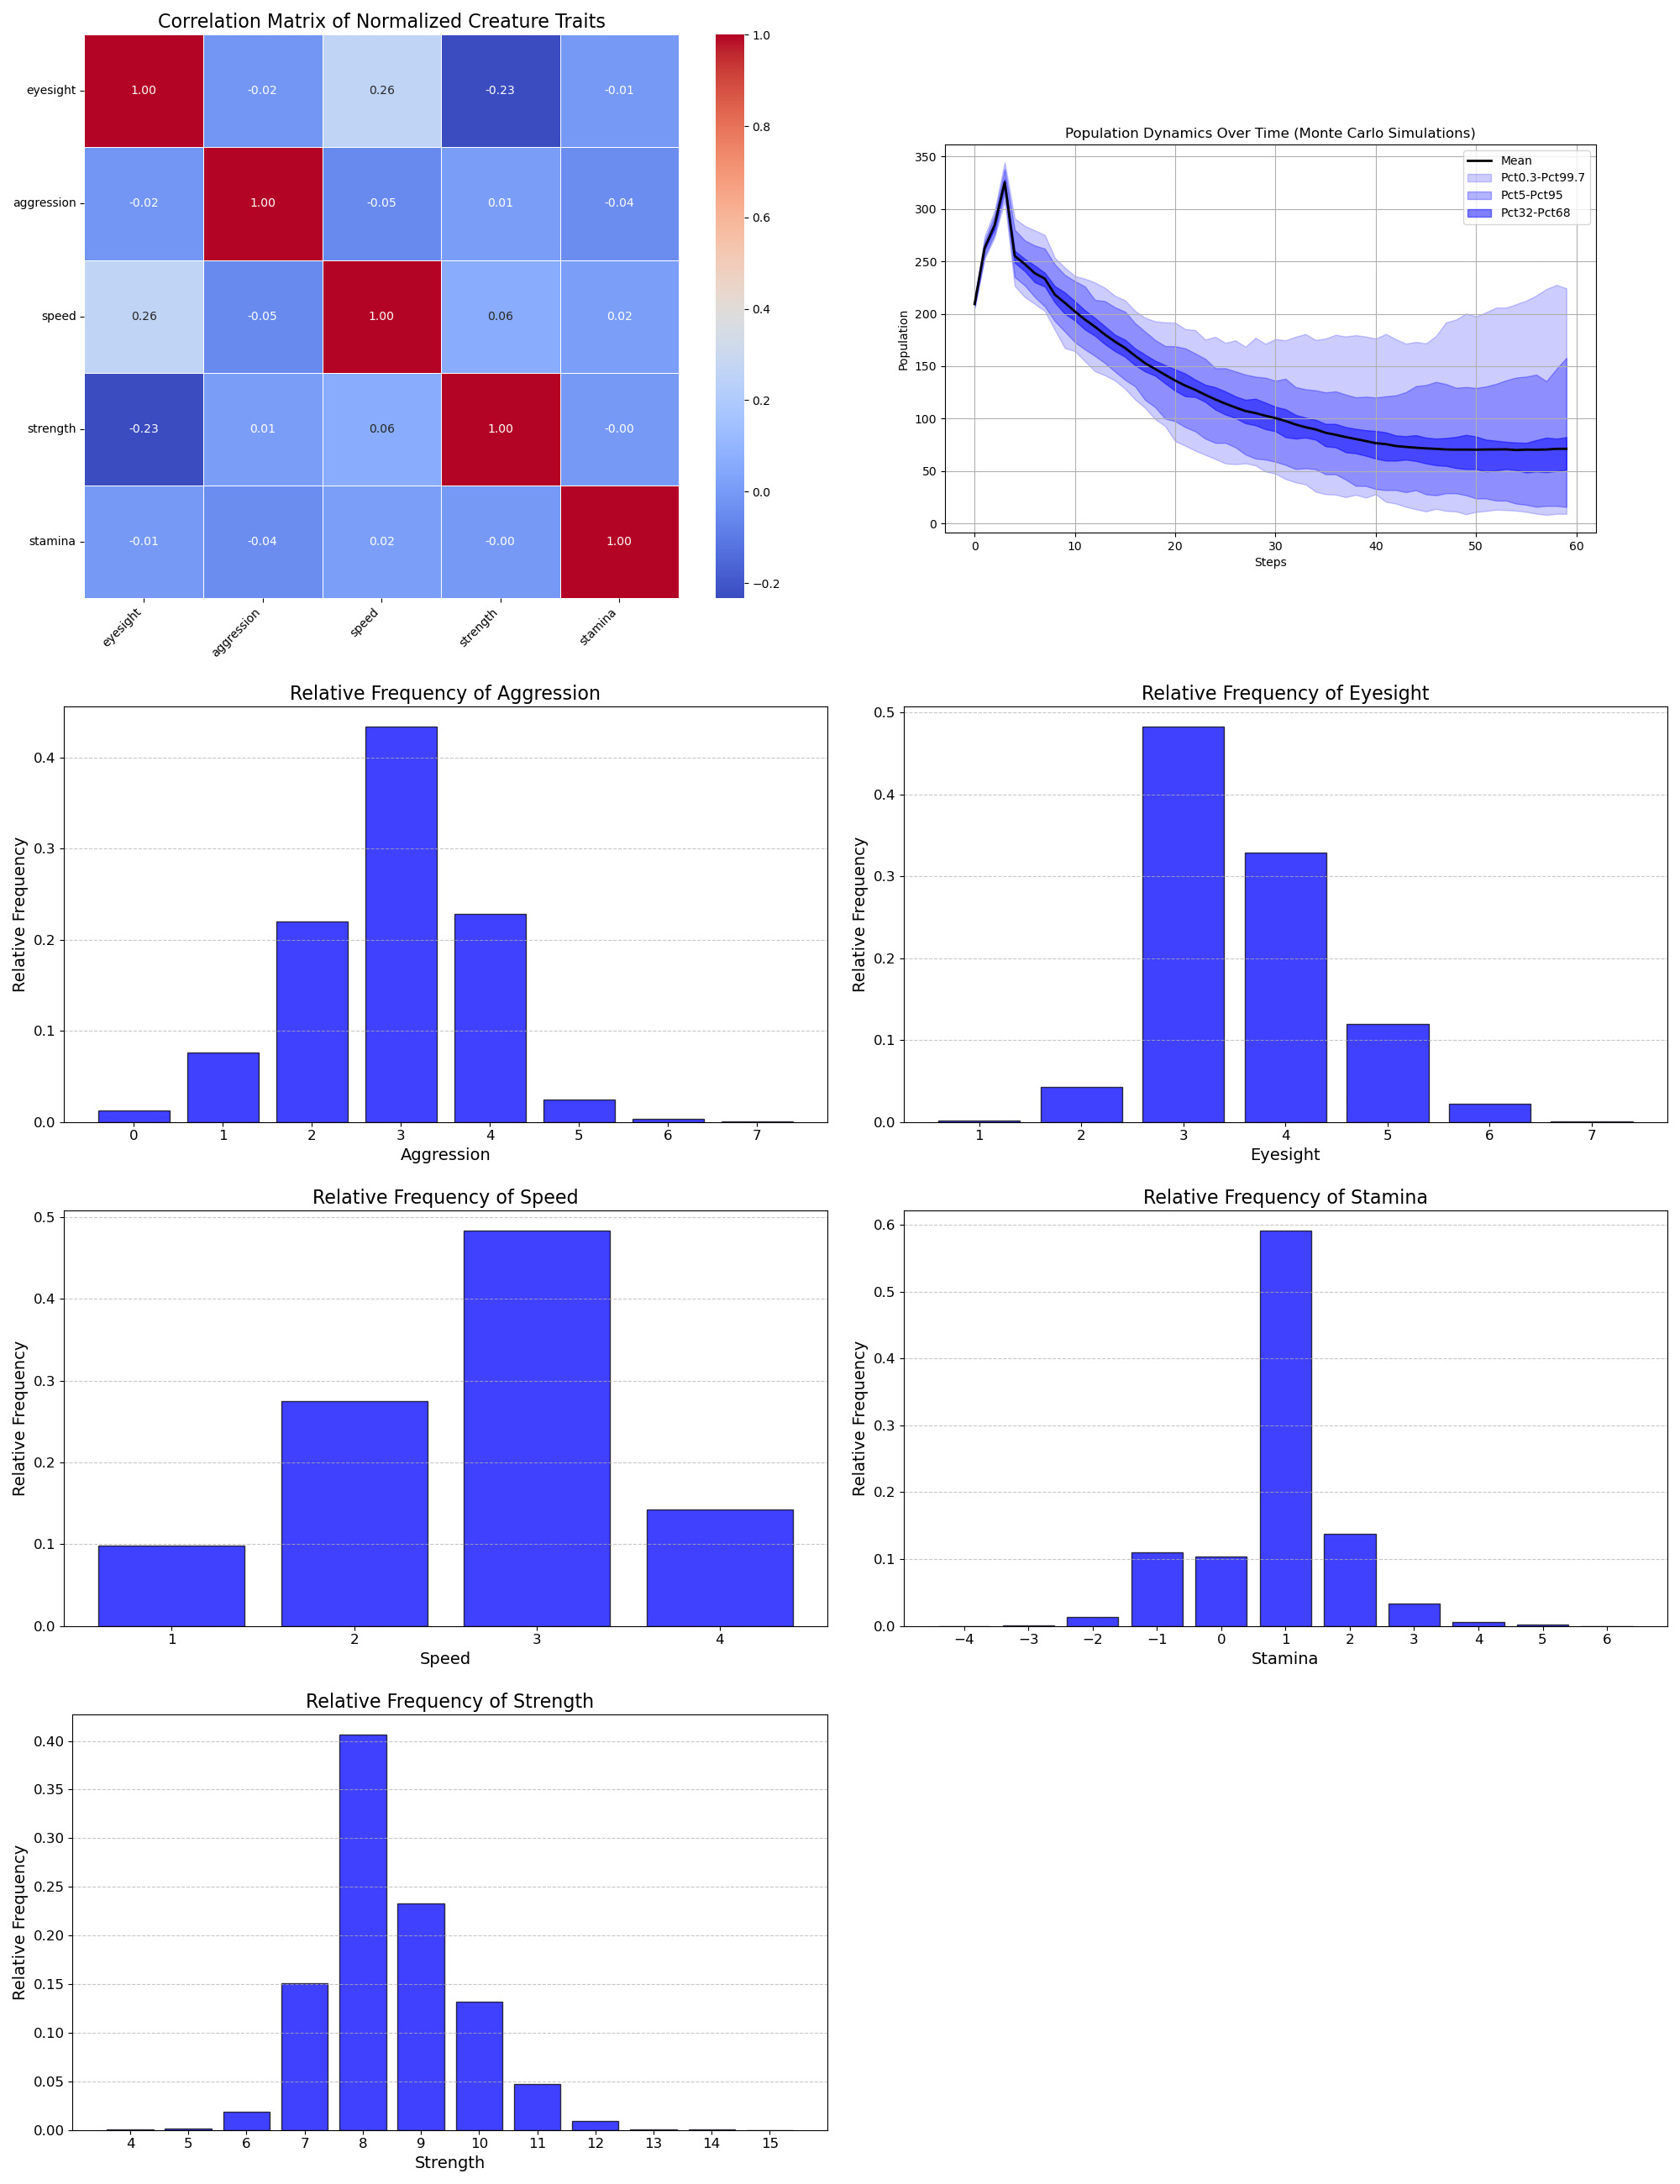 Correlation Matrix of Normalized Creature Traits
eyesight
aggression
speed
strength
stamina
1.00 -0.02 0.26 -0.23 -0.01
-0.02 1.00 -0.05 0.01 -0.04
0.26 -0.05 1.00 0.06 0.02
-0.23 0.01 0.06 1.00 -0.00
-0.01 -0.04 0.02 -0.00 1.00
eyesight aggression speed strength stamina
1.0
0.8
0.6
0.4
0.2
0.0
−0.2
Population Dynamics Over Time (Monte Carlo Simulations)
Population
350
300
250
200
150
100
50
0
Mean
Pct0.3-Pct99.7
Pct5-Pct95
Pct32-Pct68
0 10 20 30 40 50 60
Steps
Relative Frequency of Aggression
Relative Frequency
0.4
0.3
0.2
0.1
0.0
0 1 2 3 4 5 6 7
Aggression
Relative Frequency of Eyesight
Relative Frequency
0.5
0.4
0.3
0.2
0.1
0.0
1 2 3 4 5 6 7
Eyesight
Relative Frequency of Speed
Relative Frequency
0.5
0.4
0.3
0.2
0.1
0.0
1 2 3 4
Speed
Relative Frequency of Stamina
Relative Frequency
0.6
0.5
0.4
0.3
0.2
0.1
0.0
−4 −3 −2 −1 0 1 2 3 4 5 6
Stamina
Relative Frequency of Strength
Relative Frequency
0.40
0.35
0.30
0.25
0.20
0.15
0.10
0.05
0.00
4 5 6 7 8 9 10 11 12 13 14 15
Strength